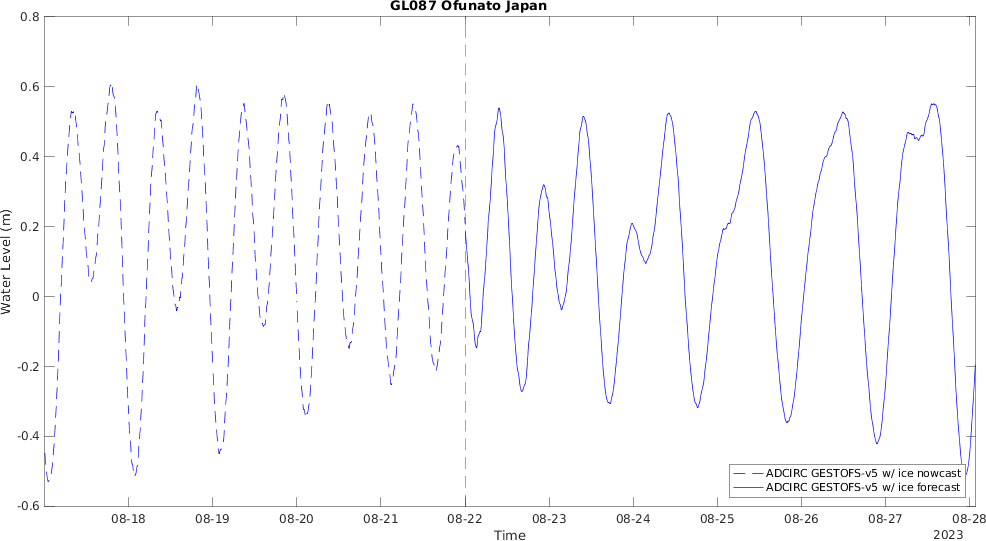 GL087 Ofunato Japan
0.8
0.6
0.4
0.2
0
-0.2
-0.4
-0.6
Water Level (m)
ADCIRC GESTOFS-v5 w/ ice nowcast
ADCIRC GESTOFS-v5 w/ ice forecast
08-18 08-19 08-20 08-21 08-22 08-23 08-24 08-25 08-26 08-27 08-28
Time
2023